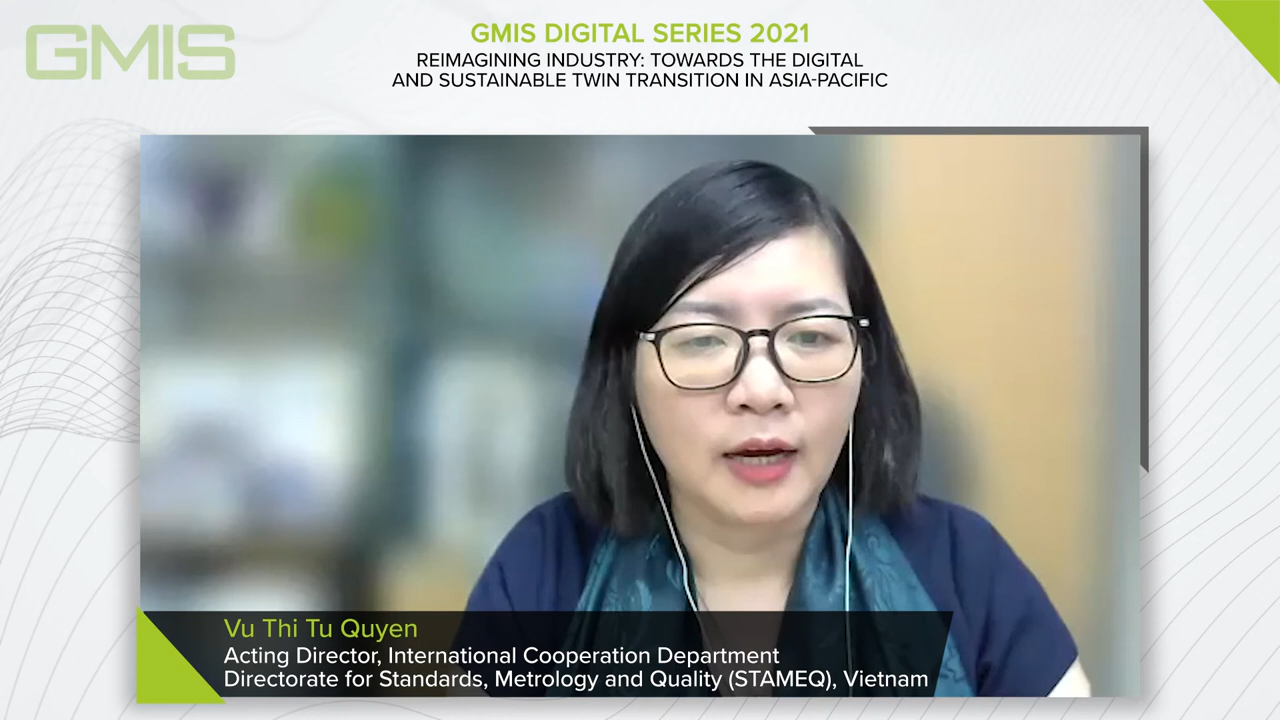 GMIS
GMIS DIGITAL SERIES 2021
REIMAGINING INDUSTRY: TOWARDS THE DIGITAL
AND SUSTAINABLE TWIN TRANSITION IN ASIA-PACIFIC
Vu Thi Tu Quyen
Acting Director, International Cooperation Department
Directorate for Standards, Metrology and Quality (STAMEQ), Vietnam